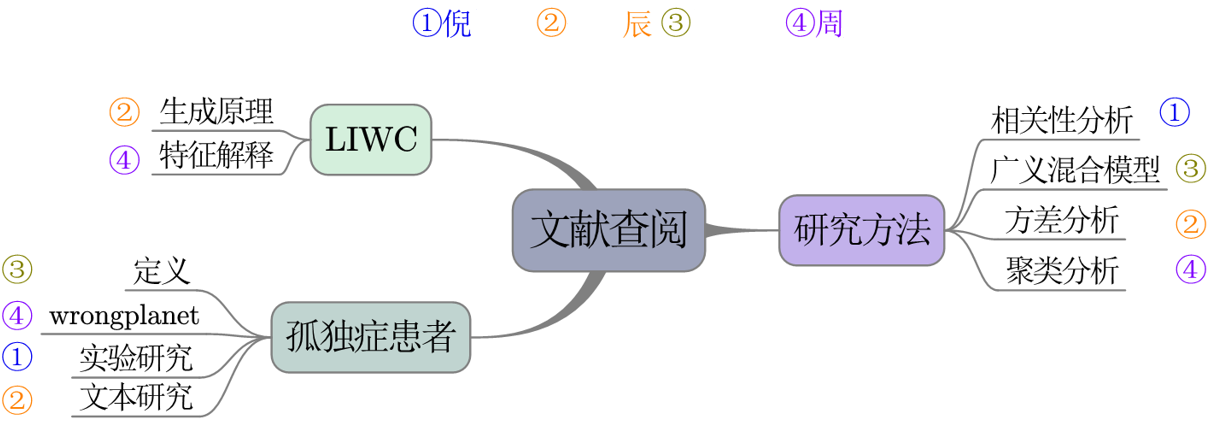 ①倪 ② 辰 ③ ④周
② 生成原理
④ 特征解释
LIWC
文献查阅
研究方法
相关性分析 ①
广义混合模型 ③
方差分析 ②
聚类分析 ④
孤独症患者
③ 定义
④ wrongplanet
① 实验研究
② 文本研究